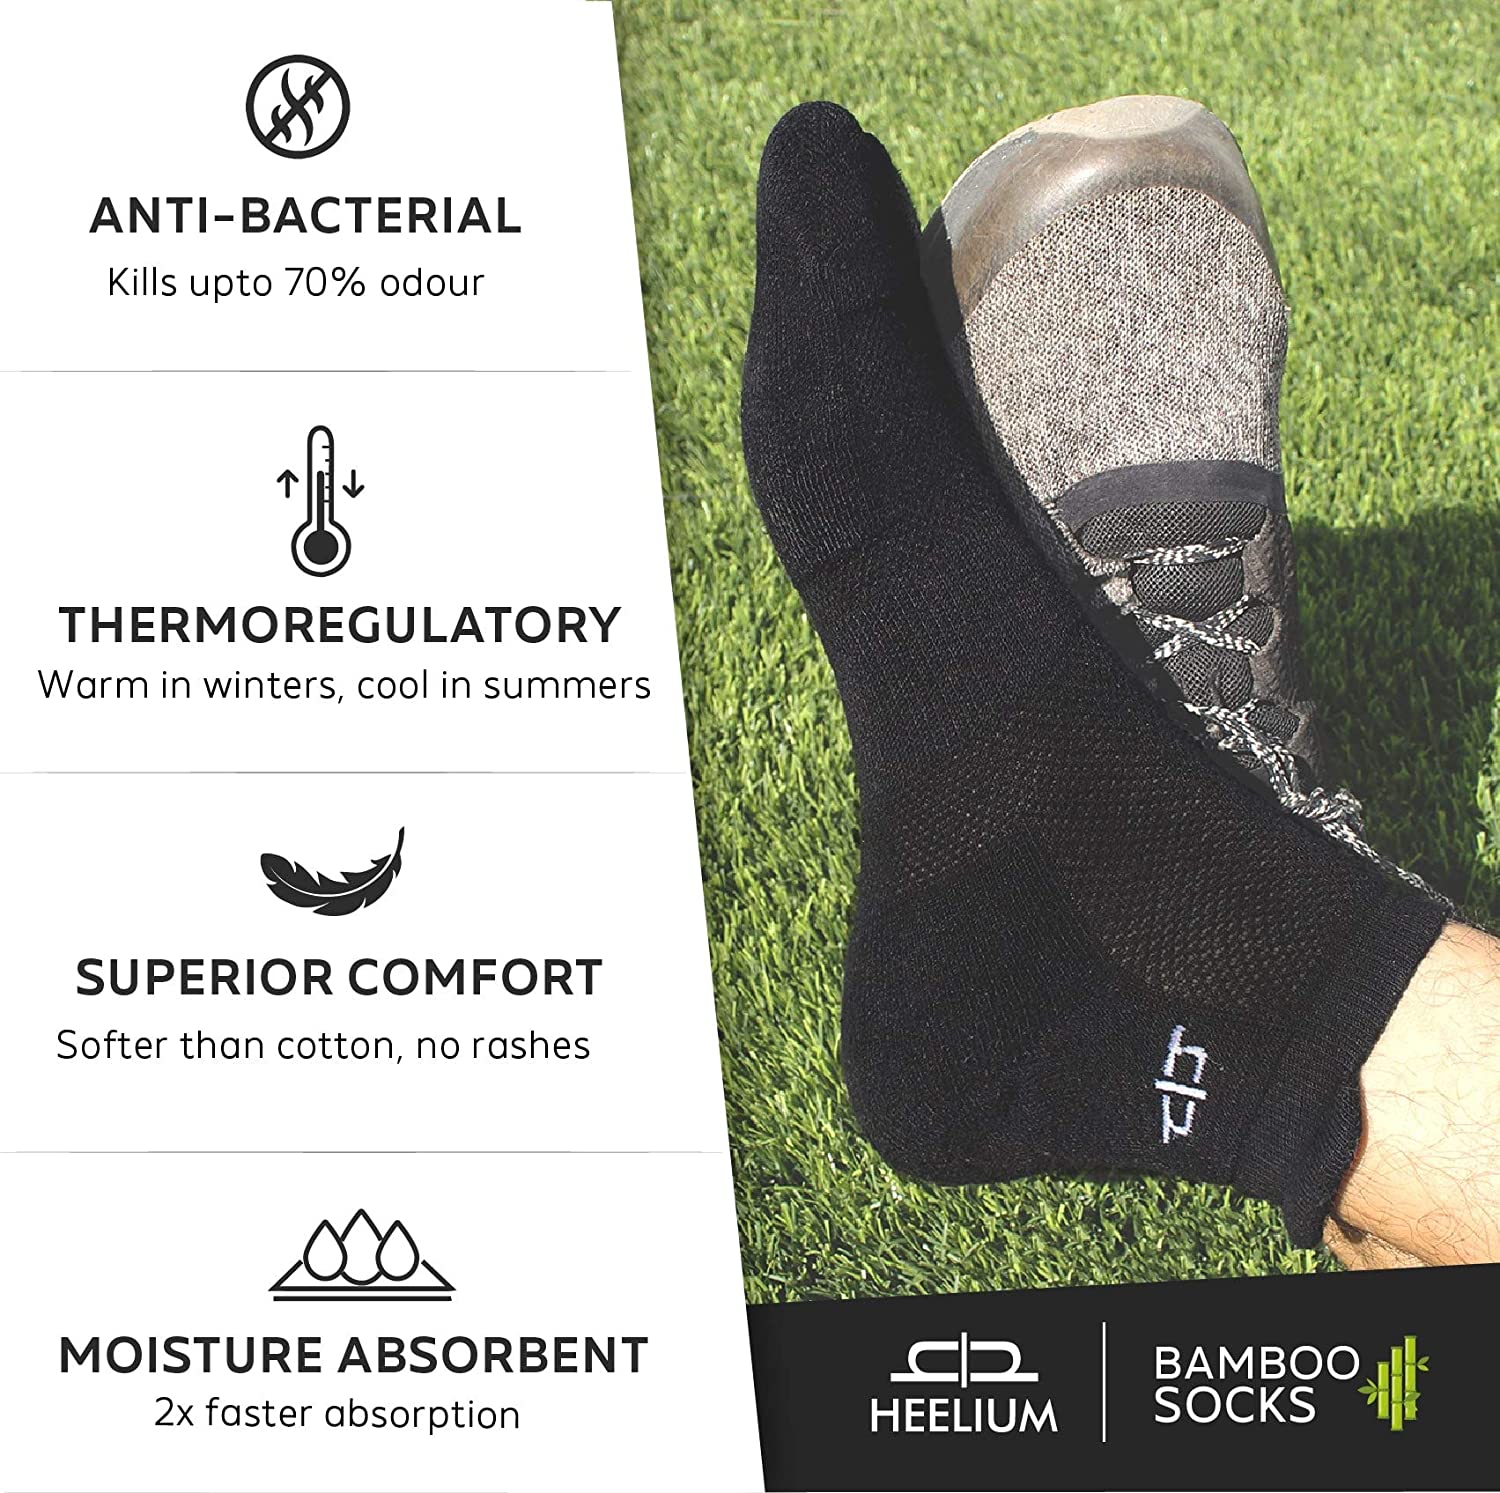 ANTI-BACTERIAL
Kills upto 70% odour
THERMOREGULATORY
Warm in winters, cool in summers
SUPERIOR COMFORT
Softer than cotton, no rashes
MOISTURE ABSORBENT
2x faster absorption
HEELIUM
BAMBOO
SOCKS